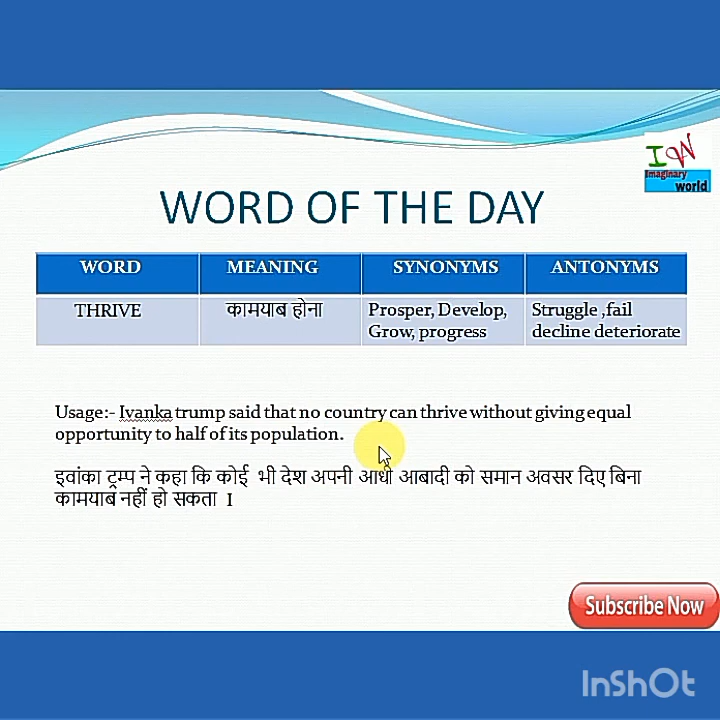 IW
Imaginary
world
WORD OF THE DAY
WORD MEANING SYNONYMS ANTONYMS
THRIVE कामयाब होना Prosper, Develop, Struggle ,fail
Grow, progress decline deteriorate
Usage:- Ivanka trump said that no country can thrive without giving equal
opportunity to half of its population.
इवांका ट्रम्प ने कहा कि कोई भी देश अपनी आधी आबादी को समान अवसर दिए बिना
कामयाब नहीं हो सकता I
Subscribe Now
InShOt